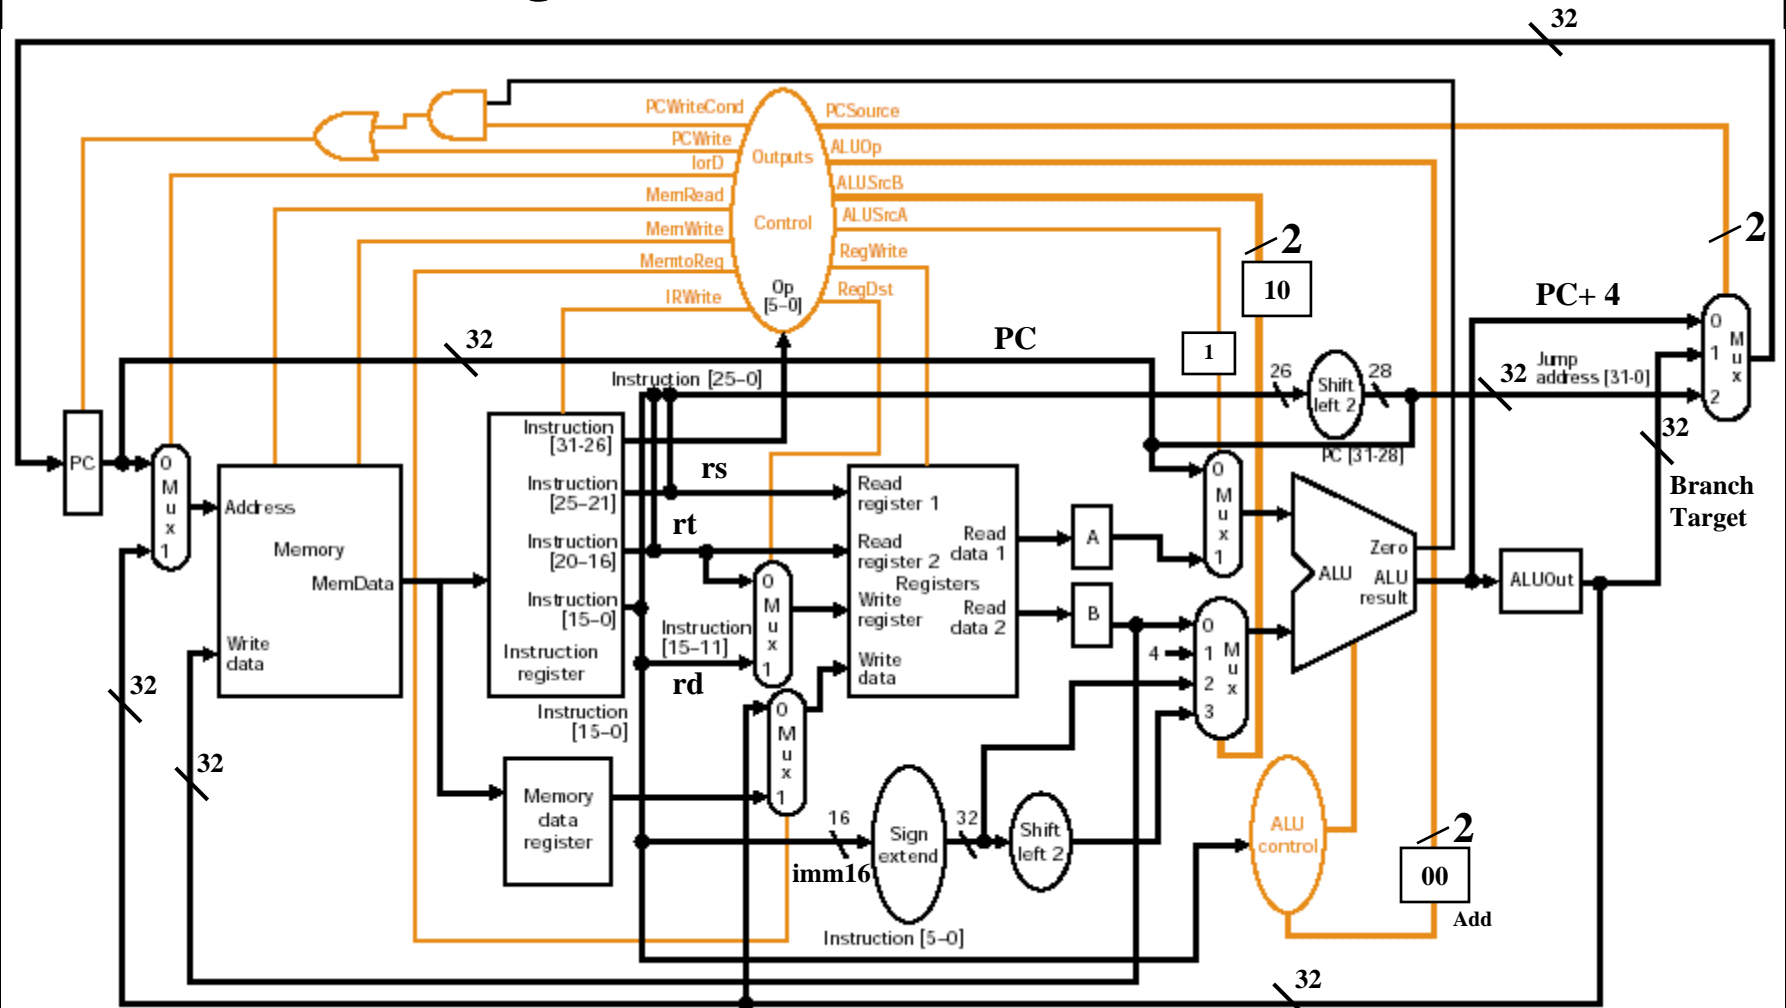 32
PCWriteCond
PCSource
PCWrite
ALUOp
IorD
Outputs
ALUSrcB
MemRead
ALUSrcA
MemWrite
Control
RegWrite
MemtoReg
RegDst
IRWrite
Op
[5–0]
2
10
2
PC+ 4
1
32
PC
Instruction [25–0]
26
Shift
left 2
28
32
Jump
address [31-0]
0
1
2
M
u
x
PC [31-28]
32
Branch
Target
PC
0
M
u
x
1
Address
Memory
MemData
Write
data
Instruction
[31-26]
Instruction
[25–21]
Instruction
[20–16]
Instruction
[15–0]
Instruction
register
rs
rt
Instruction
[15–11]
rd
0
M
u
x
1
Read
register 1
Read
register 2
Registers
Write
register
Write
data
Read
data 1
Read
data 2
A
B
0
M
u
x
1
4
0
1
2
3
M
u
x
Zero
ALU
ALU
result
ALUOut
32
32
Instruction
[15–0]
Memory
data
register
0
M
u
x
1
16
imm16
Sign
extend
32
Shift
left 2
ALU
control
2
00
Add
Instruction [5–0]
32